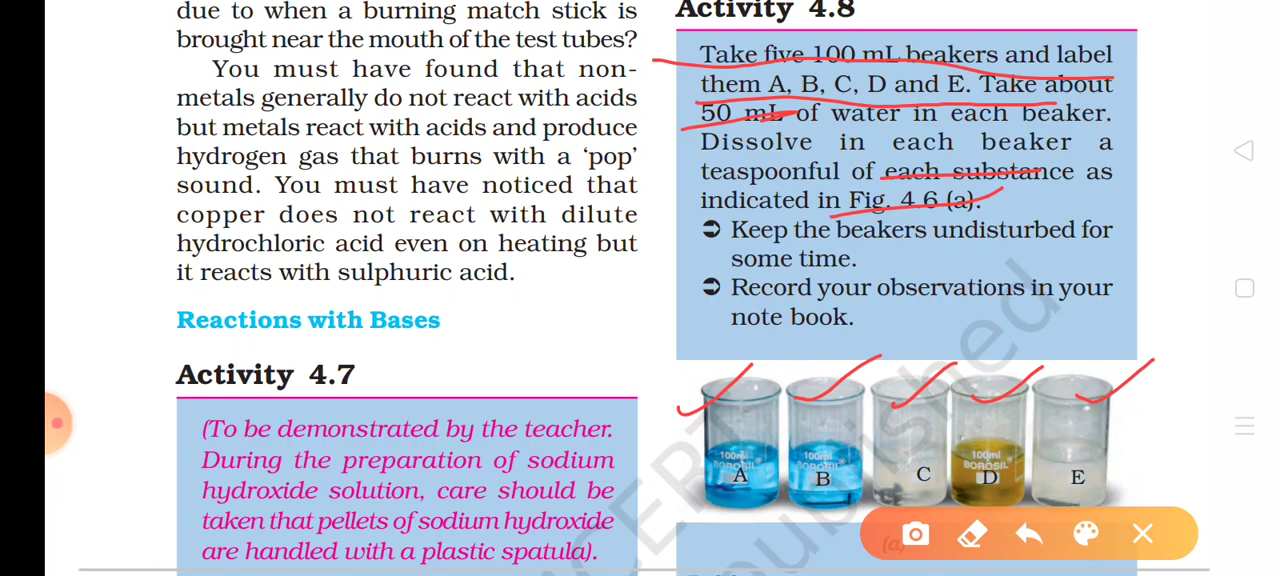 due to when a burning match stick is
brought near the mouth of the test tubes?
You must have found that non-
metals generally do not react with acids
but metals react with acids and produce
hydrogen gas that burns with a ‘pop’
sound. You must have noticed that
copper does not react with dilute
hydrochloric acid even on heating but
it reacts with sulphuric acid.
Reactions with Bases
Activity 4.7
(To be demonstrated by the teacher.
During the preparation of sodium
hydroxide solution, care should be
taken that pellets of sodium hydroxide
are handled with a plastic spatula).
Activity 4.8
Take five 100 mL beakers and label
them A, B, C, D and E. Take about
50 mL of water in each beaker.
Dissolve in each beaker a
teaspoonful of each substance as
indicated in Fig. 4.6 (a).
➲ Keep the beakers undisturbed for
some time.
➲ Record your observations in your
note book.
100ml BOROSIL A
100ml BOROSIL B
C
100ml BOROSIL D
E
(a)
NCERT
published